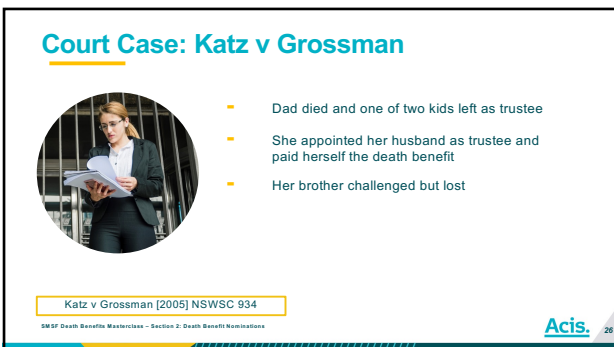 Court Case: Katz v Grossman
- Dad died and one of two kids left as trustee
- She appointed her husband as trustee and
paid herself the death benefit
- Her brother challenged but lost
Katz v Grossman [2005] NSWSC 934
SMSF Death Benefits Masterclass – Section 2: Death Benefit Nominations
Acis.
26